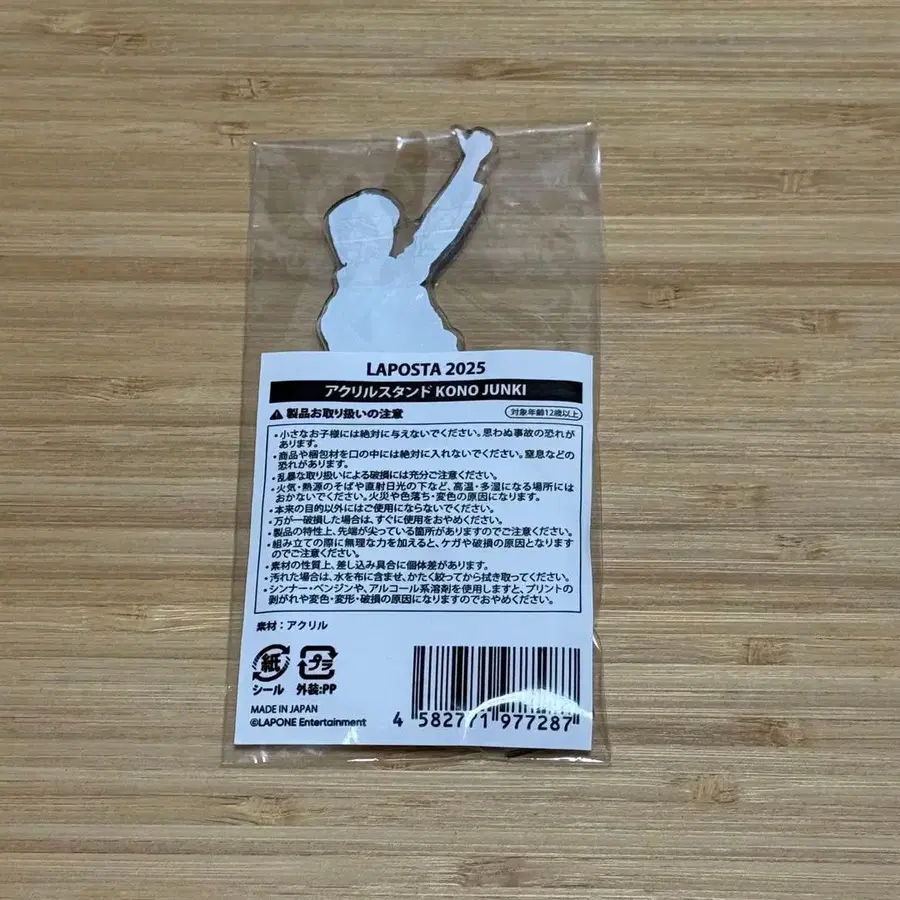 LAPOSTA 2025
アクリルスタンド KONO JUNKI
製品お取り扱いの注意
対象年齢12歳以上
・小さなお子様には絶対に与えないでください。思わぬ事故の恐れが
あります。
・商品や梱包材を口の中には絶対に入れないでください。窒息などの
恐れがあります。
・乱暴な取り扱いによる破損には充分ご注意ください。
・火気・熱源のそばや直射日光の下など、高温・多湿になる場所には
おかないでください。火災や色落ち・変色の原因になります。
・本来の目的以外にはご使用にならないでください。
・万が一破損した場合は、すぐに使用をおやめください。
・製品の特性上、先端が尖っている箇所がありますのでご注意ください。
・組み立ての際に無理な力を加えると、ケガや破損の原因となります
のでご注意ください。
・素材の性質上、差し込み具合に個体差があります。
・汚れた場合は、水を布に含ませ、かたく絞ってから拭き取ってください。
・シンナー・ベンジンや、アルコール系溶剤を使用しますと、プリントの
剥がれや変色・変形・破損の原因になりますのでおやめください。
素材：アクリル
紙 プラ
シール 外装:PP
MADE IN JAPAN
©LAPONE Entertainment
4 582771 977287